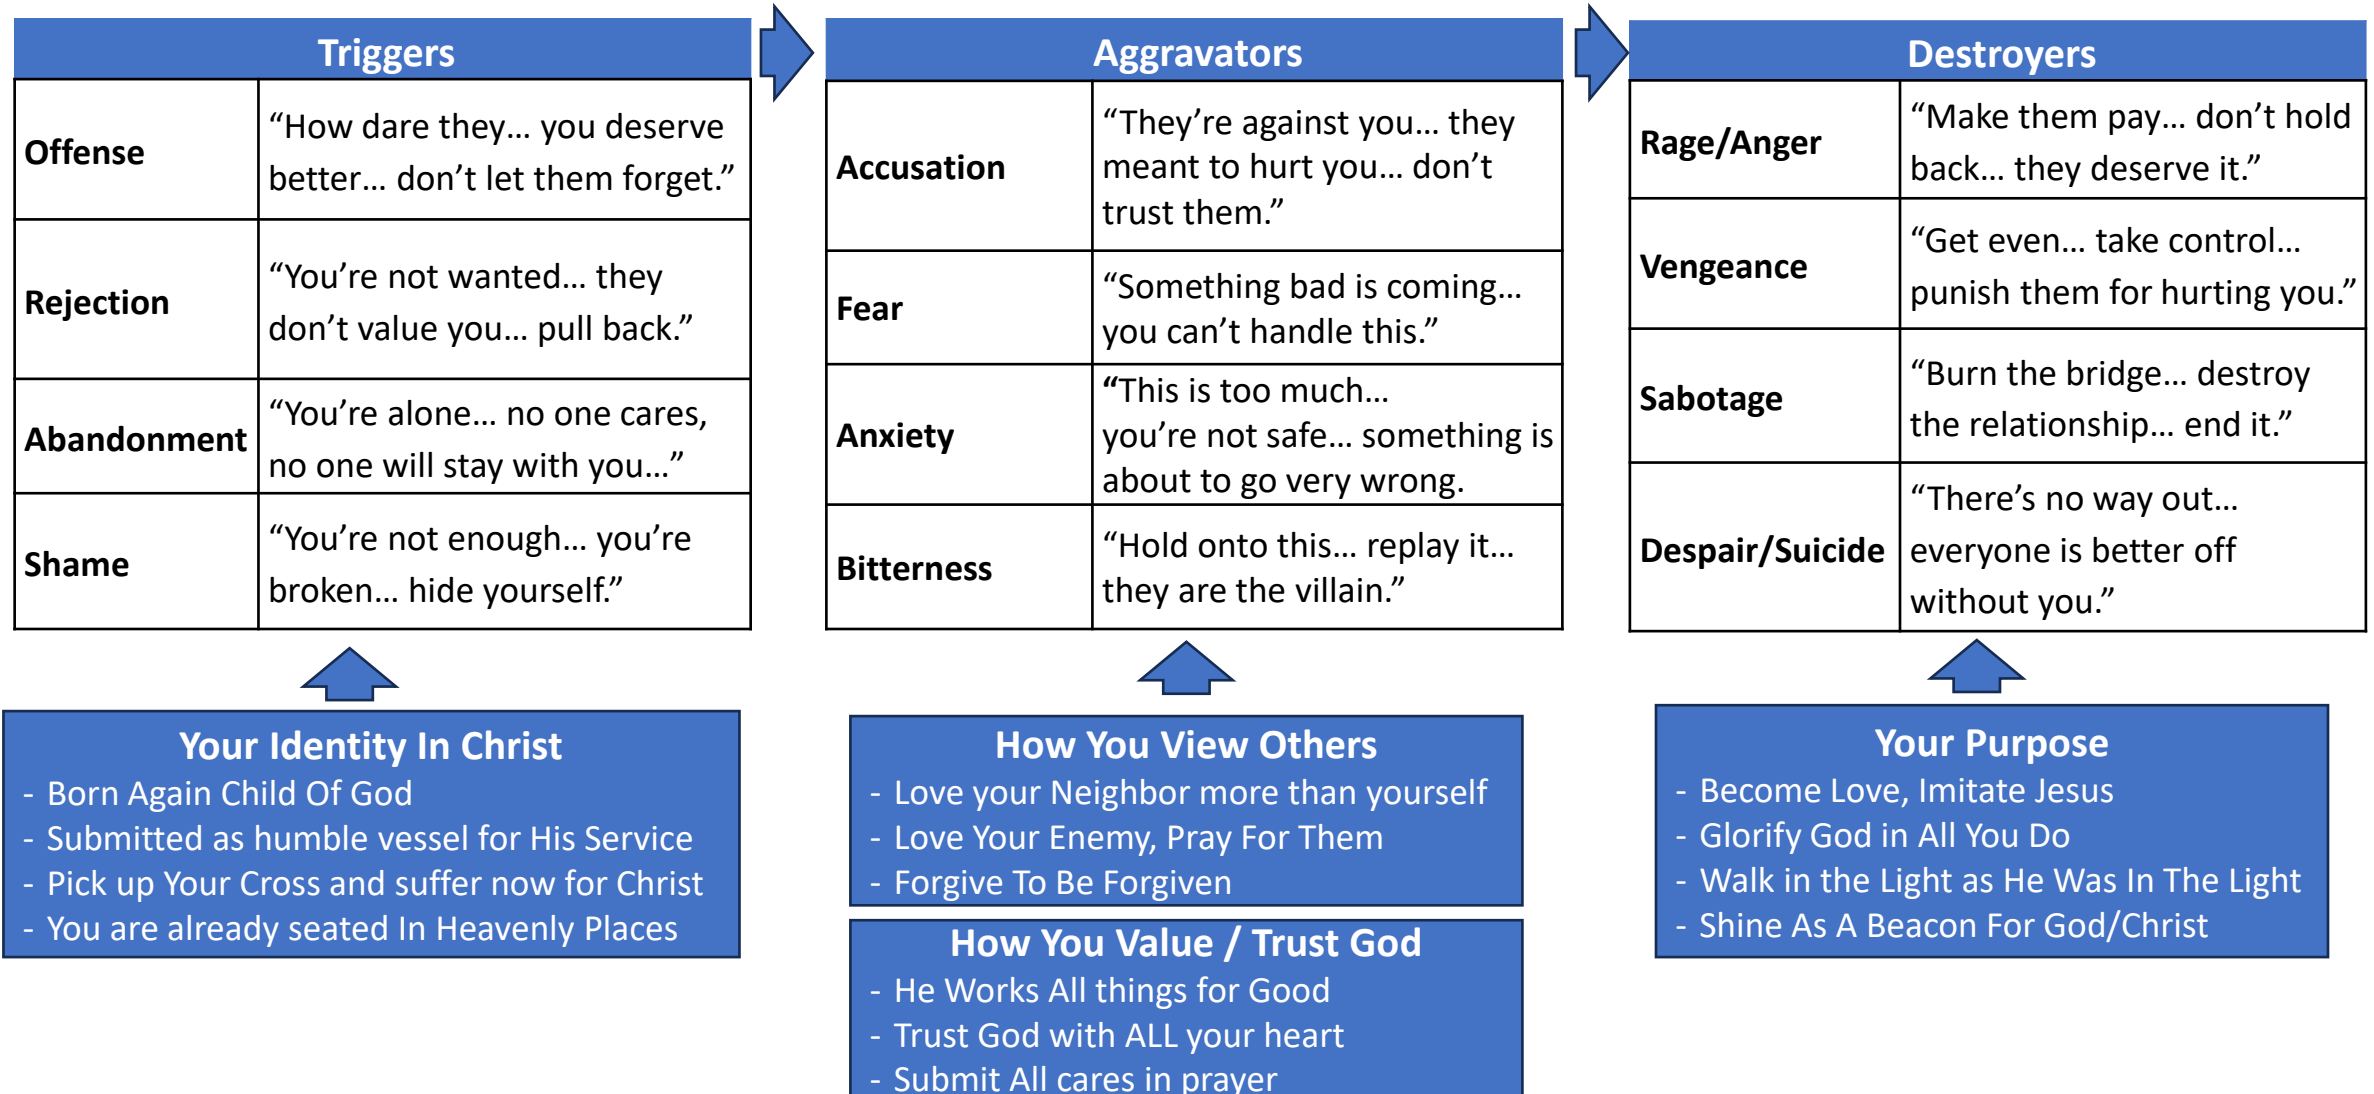 Triggers
Offense
“How dare they... you deserve
better... don’t let them forget.”
Rejection
“You’re not wanted... they
don’t value you... pull back.”
Abandonment
“You’re alone... no one cares,
no one will stay with you...”
Shame
“You’re not enough... you’re
broken... hide yourself.”
Aggravators
Accusation
“They’re against you... they
meant to hurt you... don’t
trust them.”
Fear
“Something bad is coming...
you can’t handle this.”
Anxiety
“This is too much...
you’re not safe... something is
about to go very wrong.
Bitterness
“Hold onto this... replay it...
they are the villain.”
Destroyers
Rage/Anger
“Make them pay... don’t hold
back... they deserve it.”
Vengeance
“Get even... take control...
punish them for hurting you.”
Sabotage
“Burn the bridge... destroy
the relationship... end it.”
Despair/Suicide
“There’s no way out...
everyone is better off
without you.”
Your Identity In Christ
- Born Again Child Of God
- Submitted as humble vessel for His Service
- Pick up Your Cross and suffer now for Christ
- You are already seated In Heavenly Places
How You View Others
- Love your Neighbor more than yourself
- Love Your Enemy, Pray For Them
- Forgive To Be Forgiven
How You Value / Trust God
- He Works All things for Good
- Trust God with ALL your heart
- Submit All cares in prayer
Your Purpose
- Become Love, Imitate Jesus
- Glorify God in All You Do
- Walk in the Light as He Was In The Light
- Shine As A Beacon For God/Christ